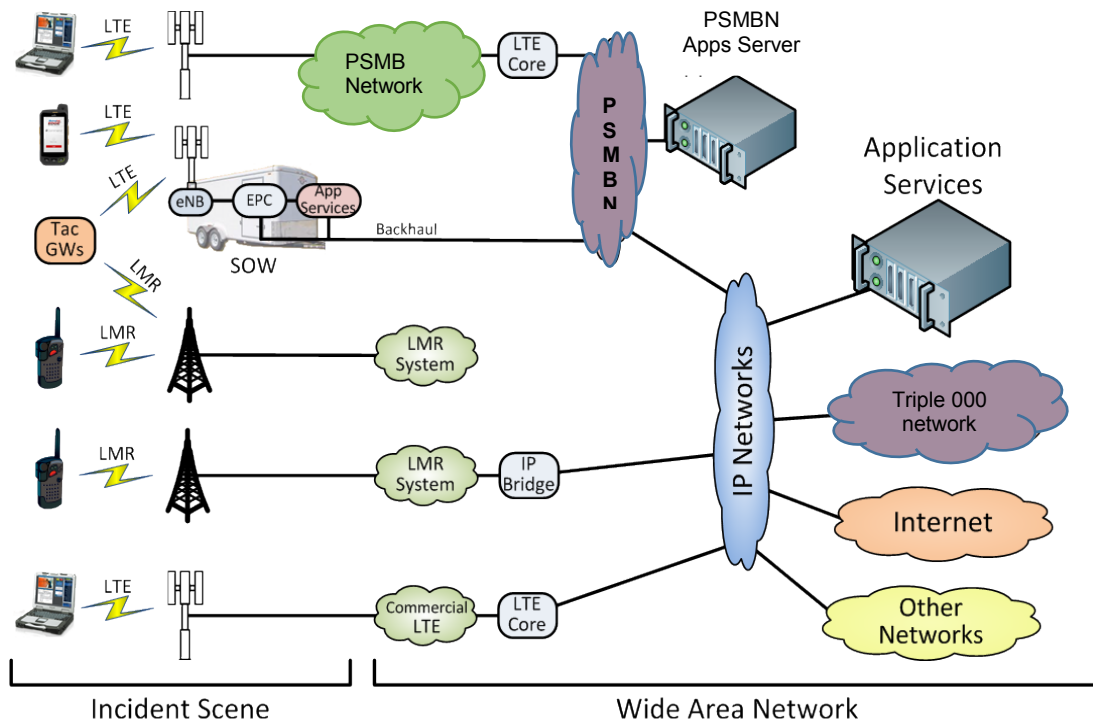 LTE
PSMB
Network
LTE
Core
PSMBN
Apps Server
LTE
PSMBN
Application
Services
LTE
eNB
EPC
App
Services
Tac
GWs
SOW
Backhaul
LMR
LMR
LMR
System
IP Networks
Triple 000
network
LMR
LMR
System
IP
Bridge
Internet
LTE
Commercial
LTE
LTE
Core
Other
Networks
Incident Scene
Wide Area Network